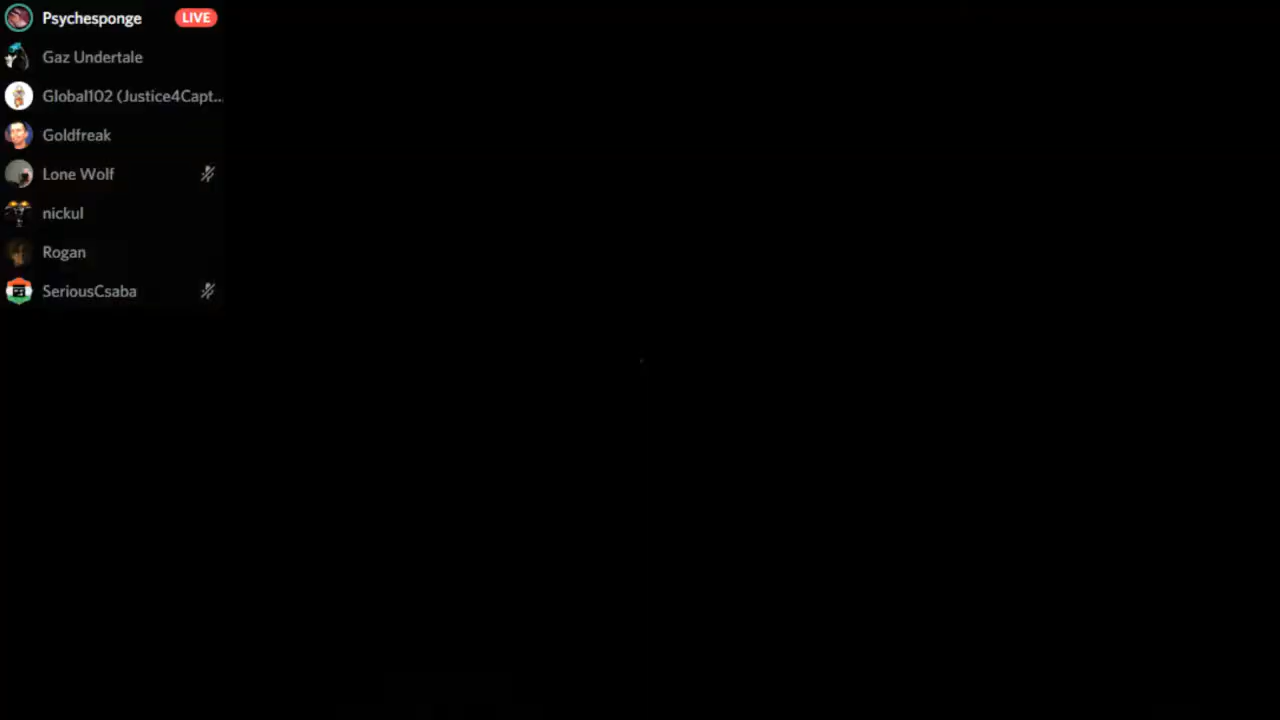 Psychesponge LIVE
Gaz Undertale
Global102 (Justice4Capt..
Goldfreak
Lone Wolf
nickul
Rogan
SeriousCsaba